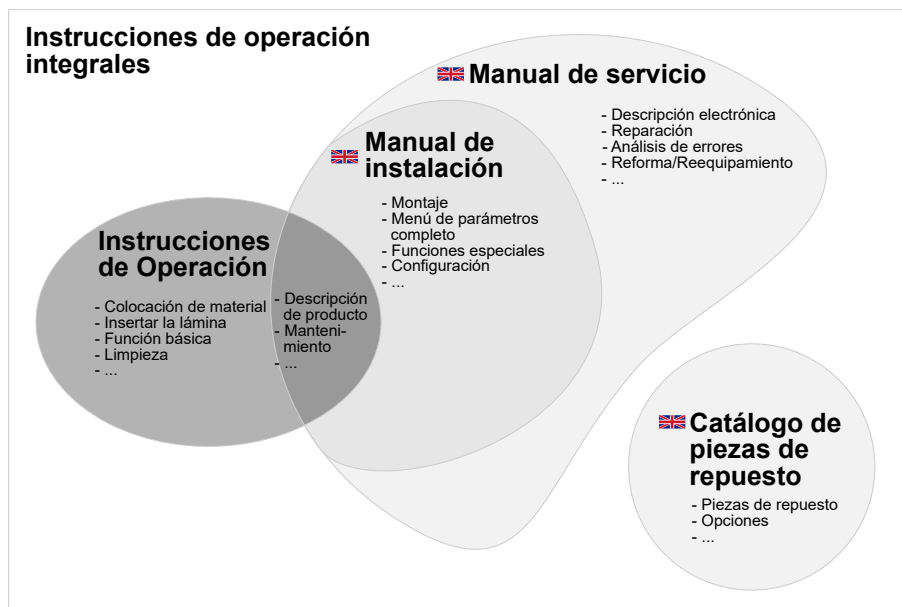 Instrucciones de operación
integrales
Manual de servicio
- Descripción electrónica
- Reparación
- Análisis de errores
- Reforma/Reequipamiento
- ...
Manual de
instalación
- Montaje
- Menú de parámetros
completo
- Funciones especiales
- Configuración
- ...
Instrucciones
de Operación
- Colocación de material
- Insertar la lámina
- Función básica
- Limpieza
- ...
- Descripción
de producto
- Manteni-
miento
- ...
Catálogo de
piezas de
repuesto
- Piezas de repuesto
- Opciones
- ...